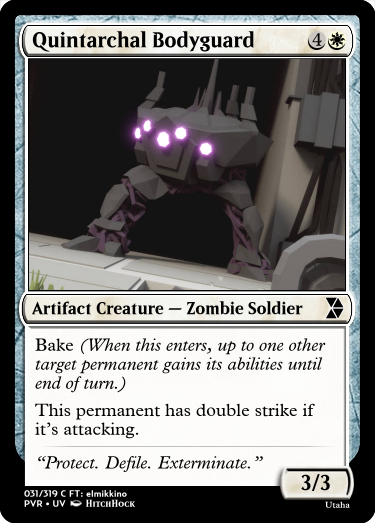 Quintarchal Bodyguard 4
Artifact Creature — Zombie Soldier
Bake (When this enters, up to one other
target permanent gains its abilities until
end of turn.)
This permanent has double strike if
it's attacking.
“Protect. Defile. Exterminate.”
3/3
031/319 C FT: elmikkino
PVR • UV HITCHHOCK
Utaha